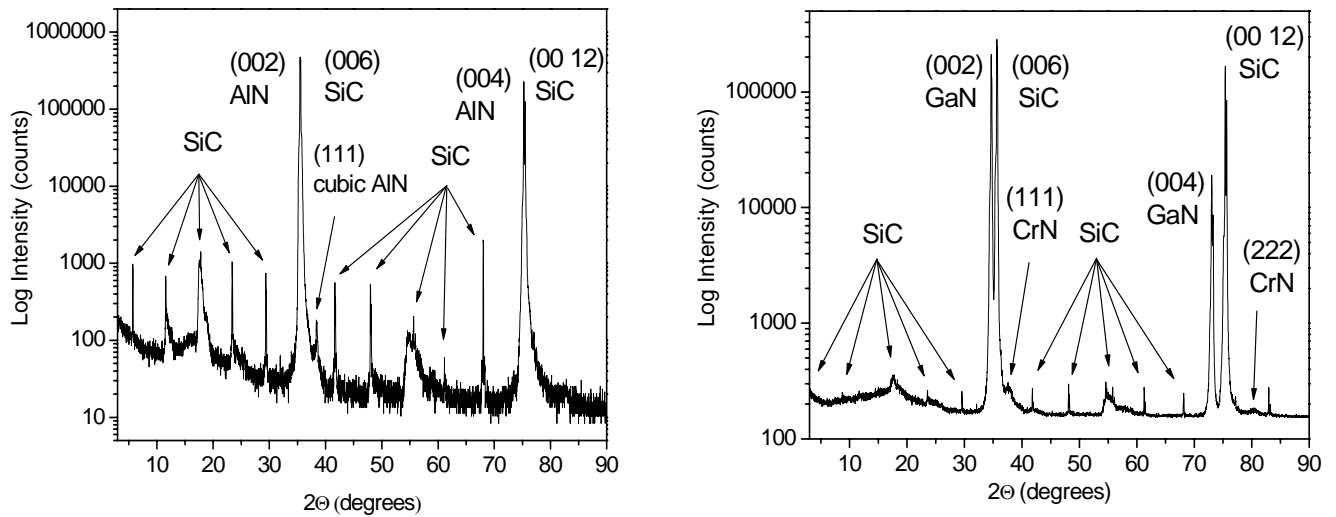 1000000
100000
10000
1000
100
10
Log Intensity (counts)
(002)
AlN
(006)
SiC
(004)
AlN
(00 12)
SiC
SiC
(111)
cubic AlN
SiC
10 20 30 40 50 60 70 80 90
2Θ (degrees)
100000
10000
1000
100
Log Intensity (counts)
(002)
GaN
(006)
SiC
(00 12)
SiC
(111)
CrN
(004)
GaN
SiC
SiC
(222)
CrN
10 20 30 40 50 60 70 80 90
2Θ (degrees)